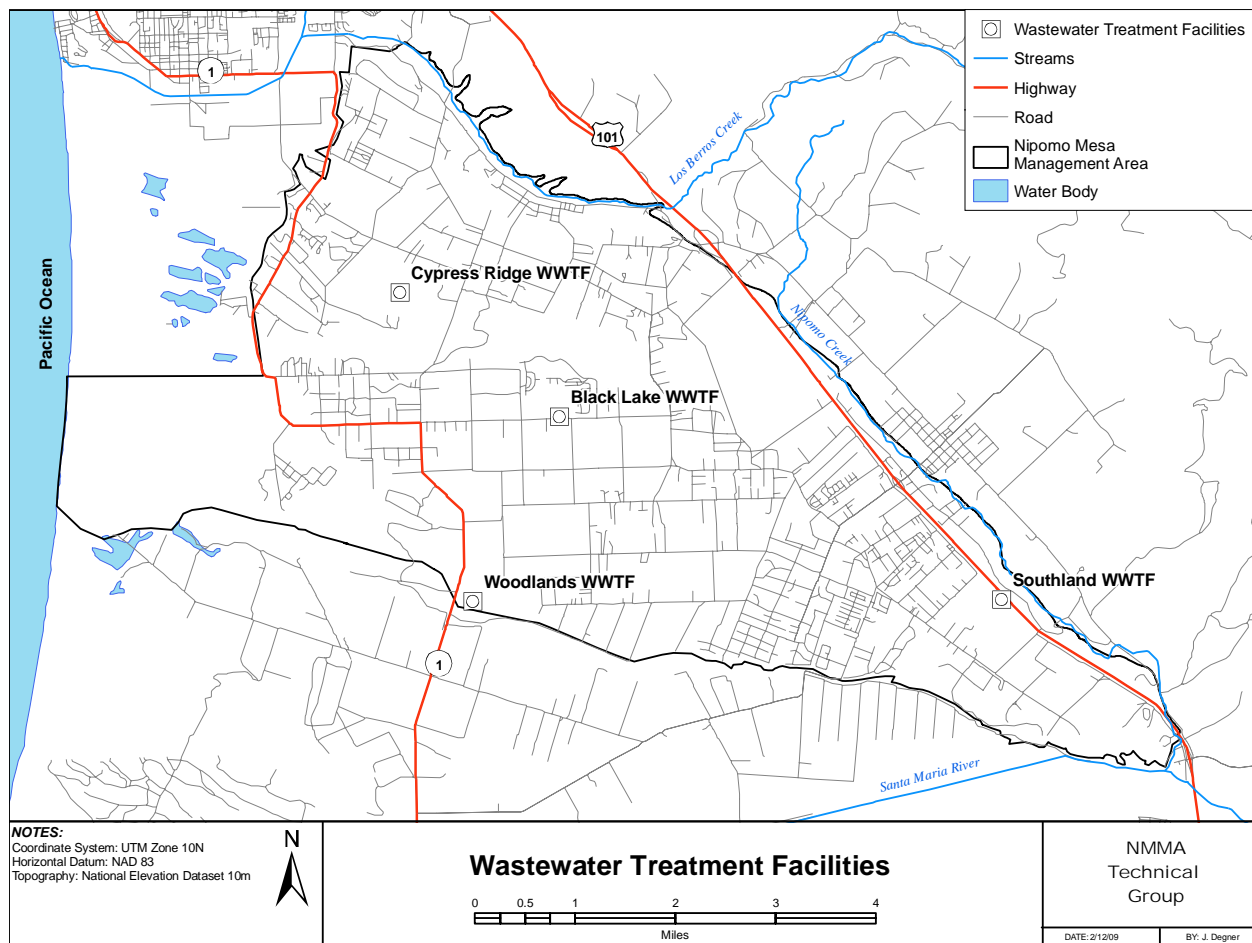 Wastewater Treatment Facilities
Streams
Highway
Road
Nipomo Mesa
Management Area
Water Body
1
101
Los Berros Creek
Cypress Ridge WWTF
Pacific Ocean
Nipomo Creek
Black Lake WWTF
Woodlands WWTF
Southland WWTF
1
Santa Maria River
NOTES:
Coordinate System: UTM Zone 10N
Horizontal Datum: NAD 83
Topography: National Elevation Dataset 10m
N
Wastewater Treatment Facilities
0 0.5 1 2 3 4
Miles
NMMA
Technical
Group
DATE: 2/12/09
BY: J. Degner